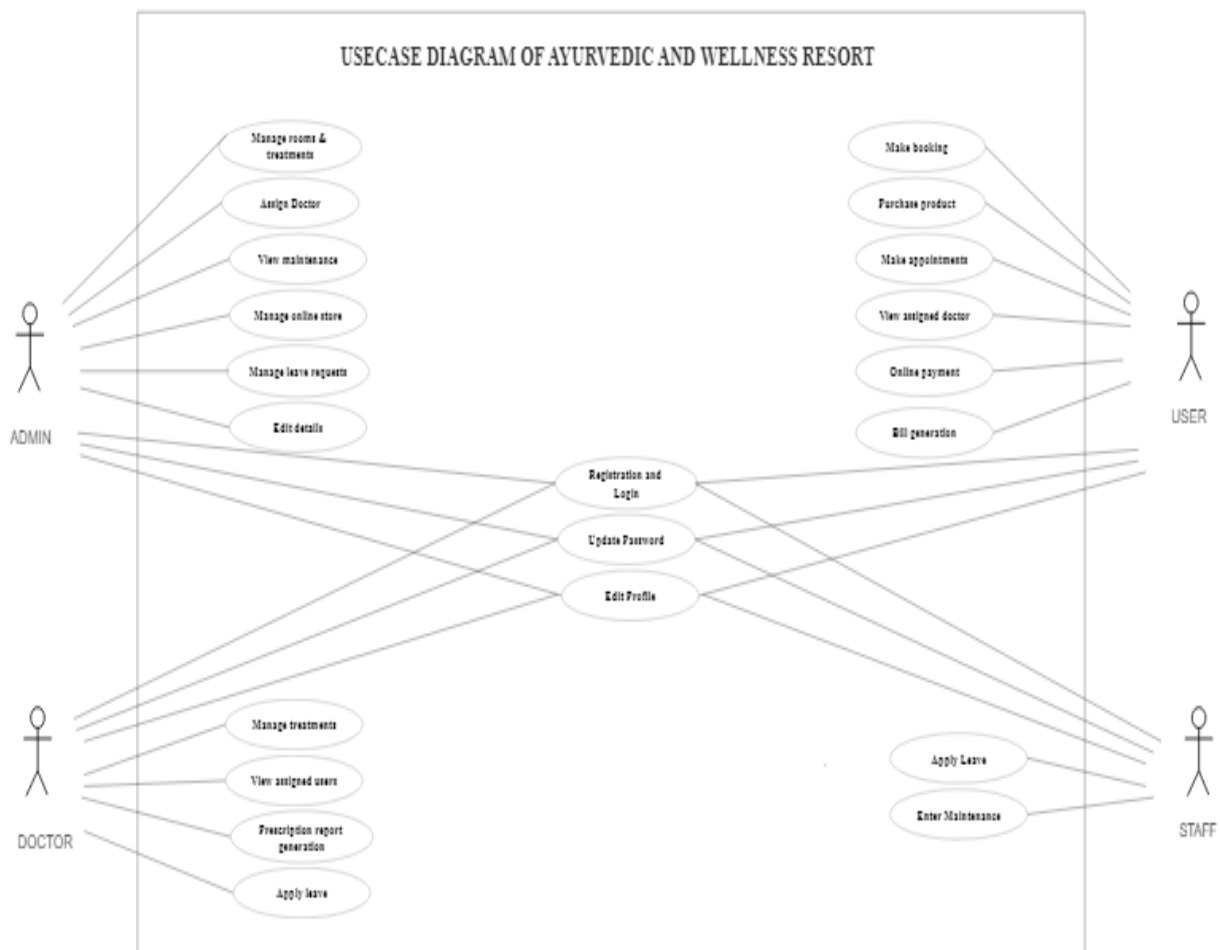 USECASE DIAGRAM OF AYURVEDIC AND WELLNESS RESORT
Manage rooms &
treatments
Assign Doctor
View maintenance
Manage online store
Manage leave requests
Edit details
ADMIN
Make booking
Purchase product
Make appointments
View assigned doctor
Online payment
Bill generation
USER
Registration and
Login
Update Password
Edit Profile
Manage treatments
View assigned users
Prescription report
generation
Apply leave
DOCTOR
Apply Leave
Enter Maintenance
STAFF